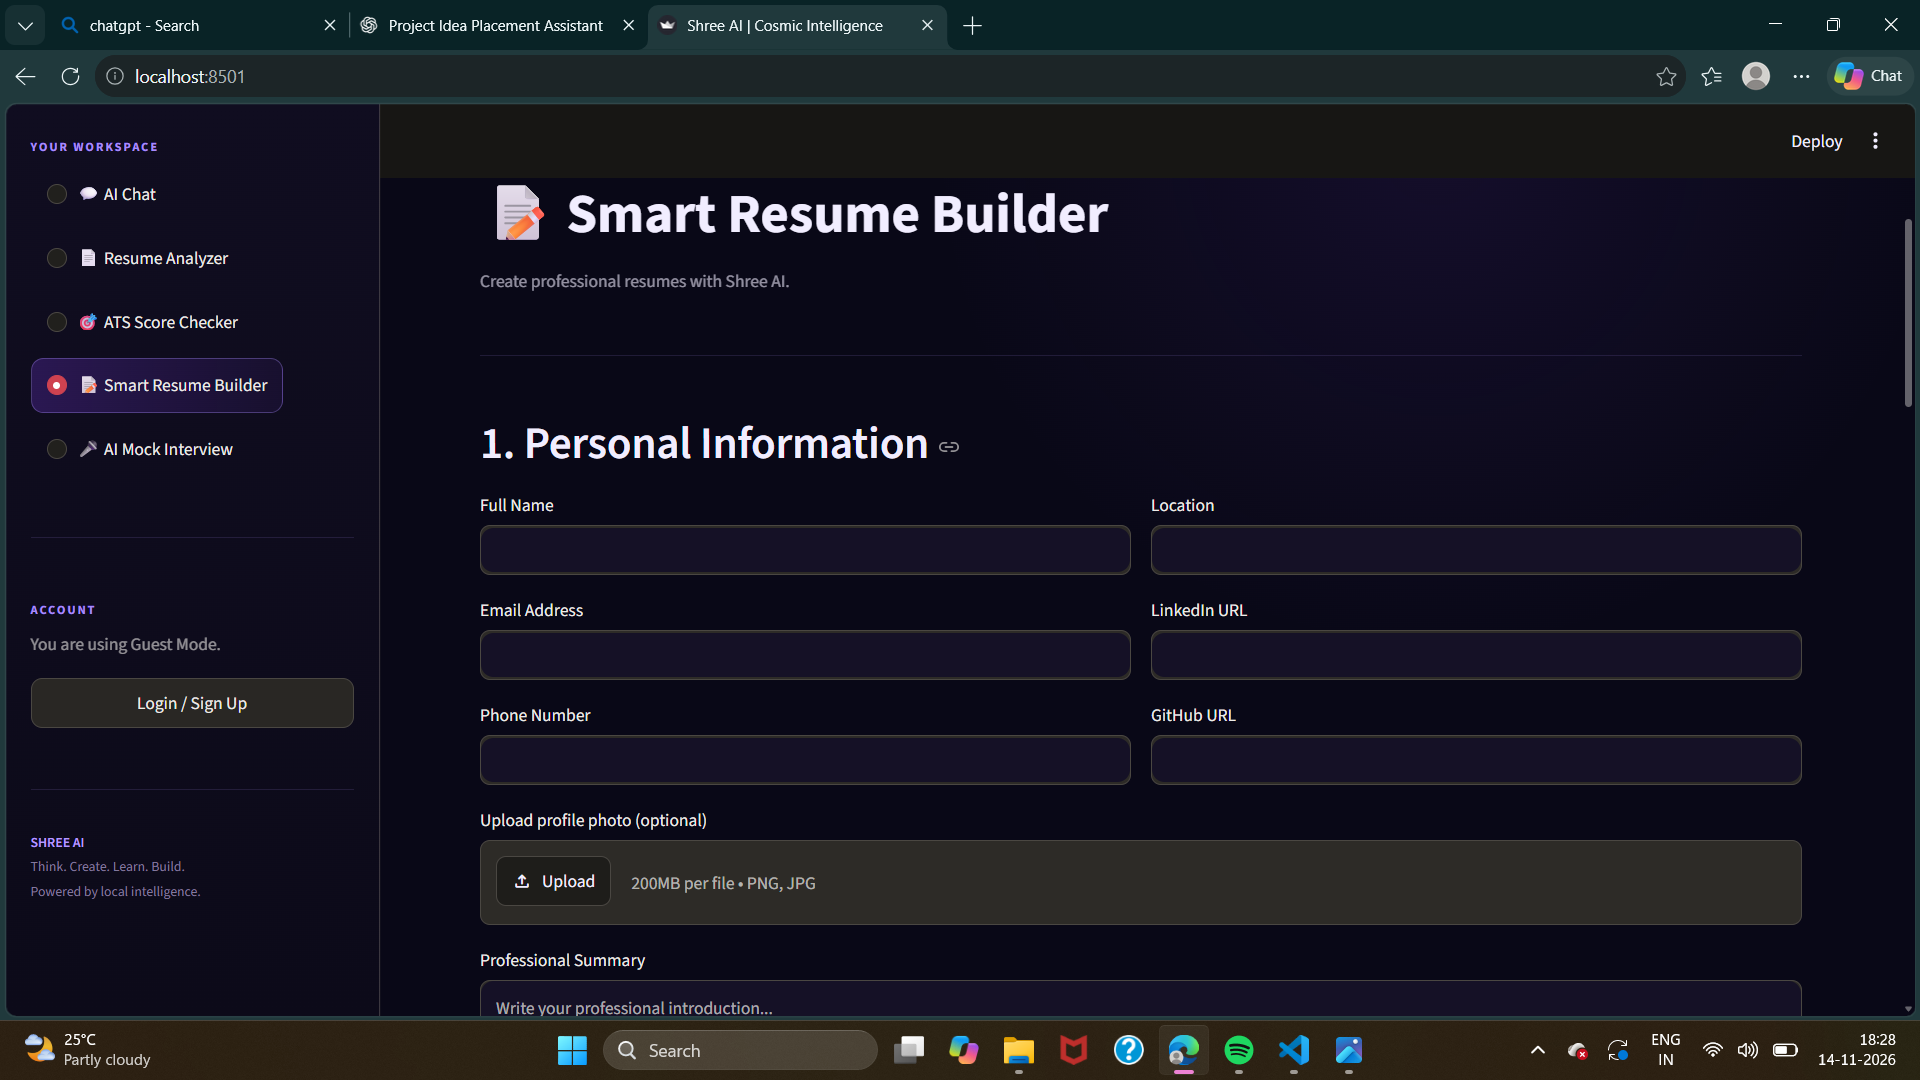 chatgpt - Search
Project Idea Placement Assistant
Shree AI | Cosmic Intelligence
localhost:8501
Chat
YOUR WORKSPACE
AI Chat
Resume Analyzer
ATS Score Checker
Smart Resume Builder
AI Mock Interview
ACCOUNT
You are using Guest Mode.
Login / Sign Up
SHREE AI
Think. Create. Learn. Build.
Powered by local intelligence.
Deploy
Smart Resume Builder
Create professional resumes with Shree AI.
1. Personal Information
Full Name
Location
Email Address
LinkedIn URL
Phone Number
GitHub URL
Upload profile photo (optional)
Upload
200MB per file • PNG, JPG
Professional Summary
Write your professional introduction...
25°C
Partly cloudy
Search
ENG
IN
18:28
14-11-2026